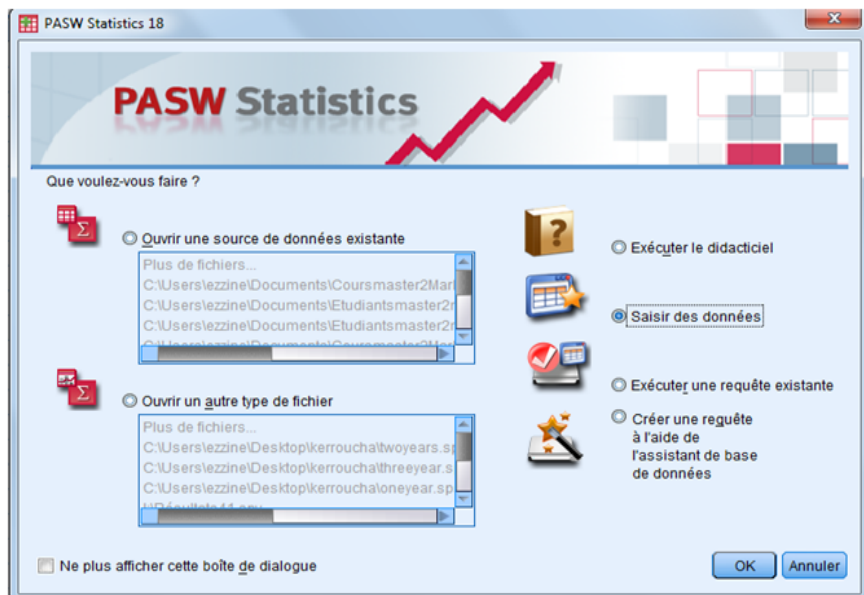 PASW Statistics 18
PASW Statistics
Que voulez-vous faire ?
Ouvrir une source de données existante
Plus de fichiers...
C:\Users\ezzine\Documents\Coursmaster2Mar
C:\Users\ezzine\Documents\Etudiantsmaster2r
C:\Users\ezzine\Documents\Etudiantsmaster2r
C:\Users\ezzine\Documents\Coursmaster2Mar
Ouvrir un autre type de fichier
Plus de fichiers...
C:\Users\ezzine\Desktop\kerroucha\twoyears.sp
C:\Users\ezzine\Desktop\kerroucha\threeyear.s
C:\Users\ezzine\Desktop\kerroucha\oneyear.sp
Exécuter le didacticiel
Saisir des données
Exécuter une requête existante
Créer une requête
à l'aide de
l'assistant de base
de données
Ne plus afficher cette boîte de dialogue
OK
Annuler